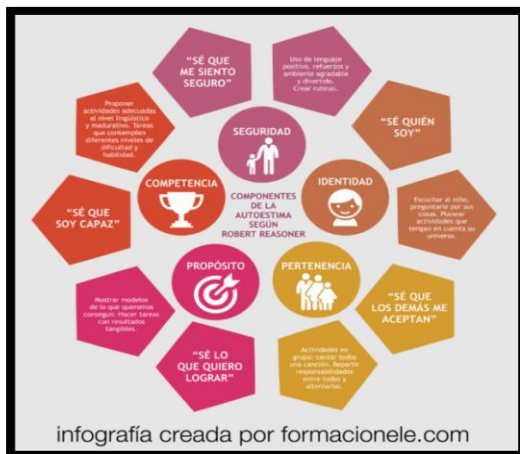 "SÉ QUE
ME SIENTO
SEGURO"
Uso de lenguaje
positivo, refuerzos y
ambiente agradable
y divertido.
Crear rutinas.
SEGURIDAD
"SÉ QUIÉN
SOY"
IDENTIDAD
Escuchar al niño,
preguntarle por sus
cosas. Planear
actividades que
tengan en cuenta su
universo.
"SÉ QUE
LOS DEMÁS ME
ACEPTAN"
PERTENENCIA
Actividades en
grupo: cantar todos
una canción. Repartir
responsabilidades
entre todos y
alternarlas.
"SÉ LO
QUE QUIERO
LOGRAR"
PROPÓSITO
Mostrar modelos
de lo que queremos
conseguir. Hacer tareas
con resultados
tangibles.
"SÉ QUE
SOY CAPAZ"
COMPETENCIA
Proponer
actividades adecuadas
al nivel lingüístico
y madurativo. Tareas
que contemplen
diferentes niveles de
dificultad y
habilidad.
COMPONENTES
DE LA
AUTOESTIMA
SEGÚN
ROBERT REASONER
infografía creada por formacionele.com